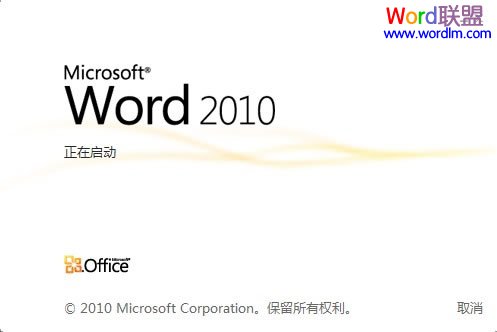 Word联盟
www.wordlm.com
Microsoft®
Word 2010
正在启动
Microsoft®
Office
© 2010 Microsoft Corporation。保留所有权利。 取消